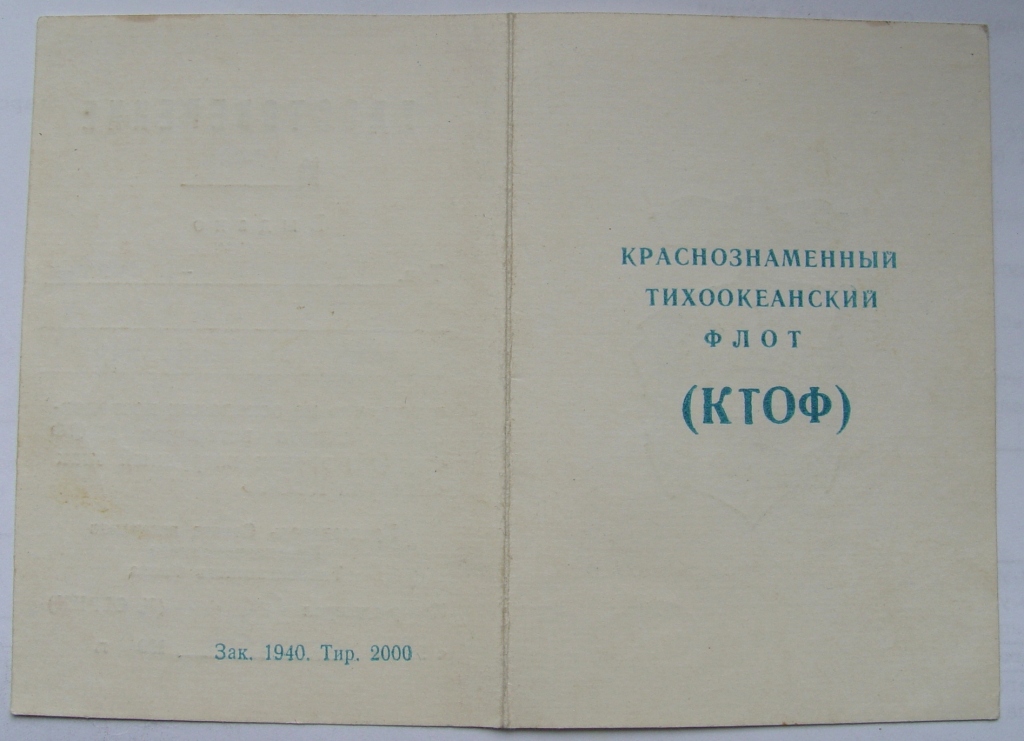 КРАСНОЗНАМЕННЫЙ
ТИХООКЕАНСКИЙ
ФЛОТ
(КТОФ)
Зак. 1940. Тир. 2000